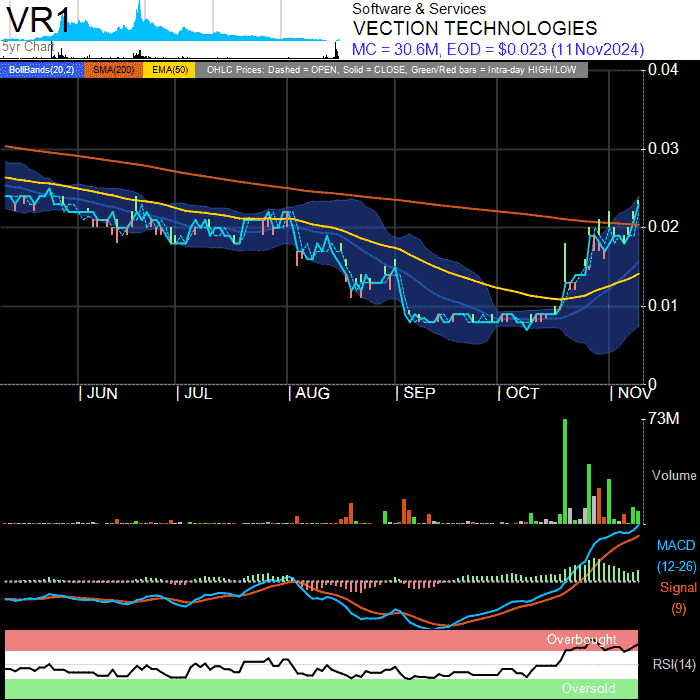 VR1
Software & Services
VECTION TECHNOLOGIES
5yr Chart
MC = 30.6M, EOD = $0.023 (11Nov2024)
BollBands(20,2) SMA(200) EMA(50) OHLC Prices: Dashed = OPEN, Solid = CLOSE, Green/Red bars = Intra-day HIGH/LOW
0.04
0.03
0.02
0.01
0
| JUN | JUL | AUG | SEP | OCT | NOV
73M
Volume
MACD
(12-26)
Signal
(9)
Overbought
RSI(14)
Oversold